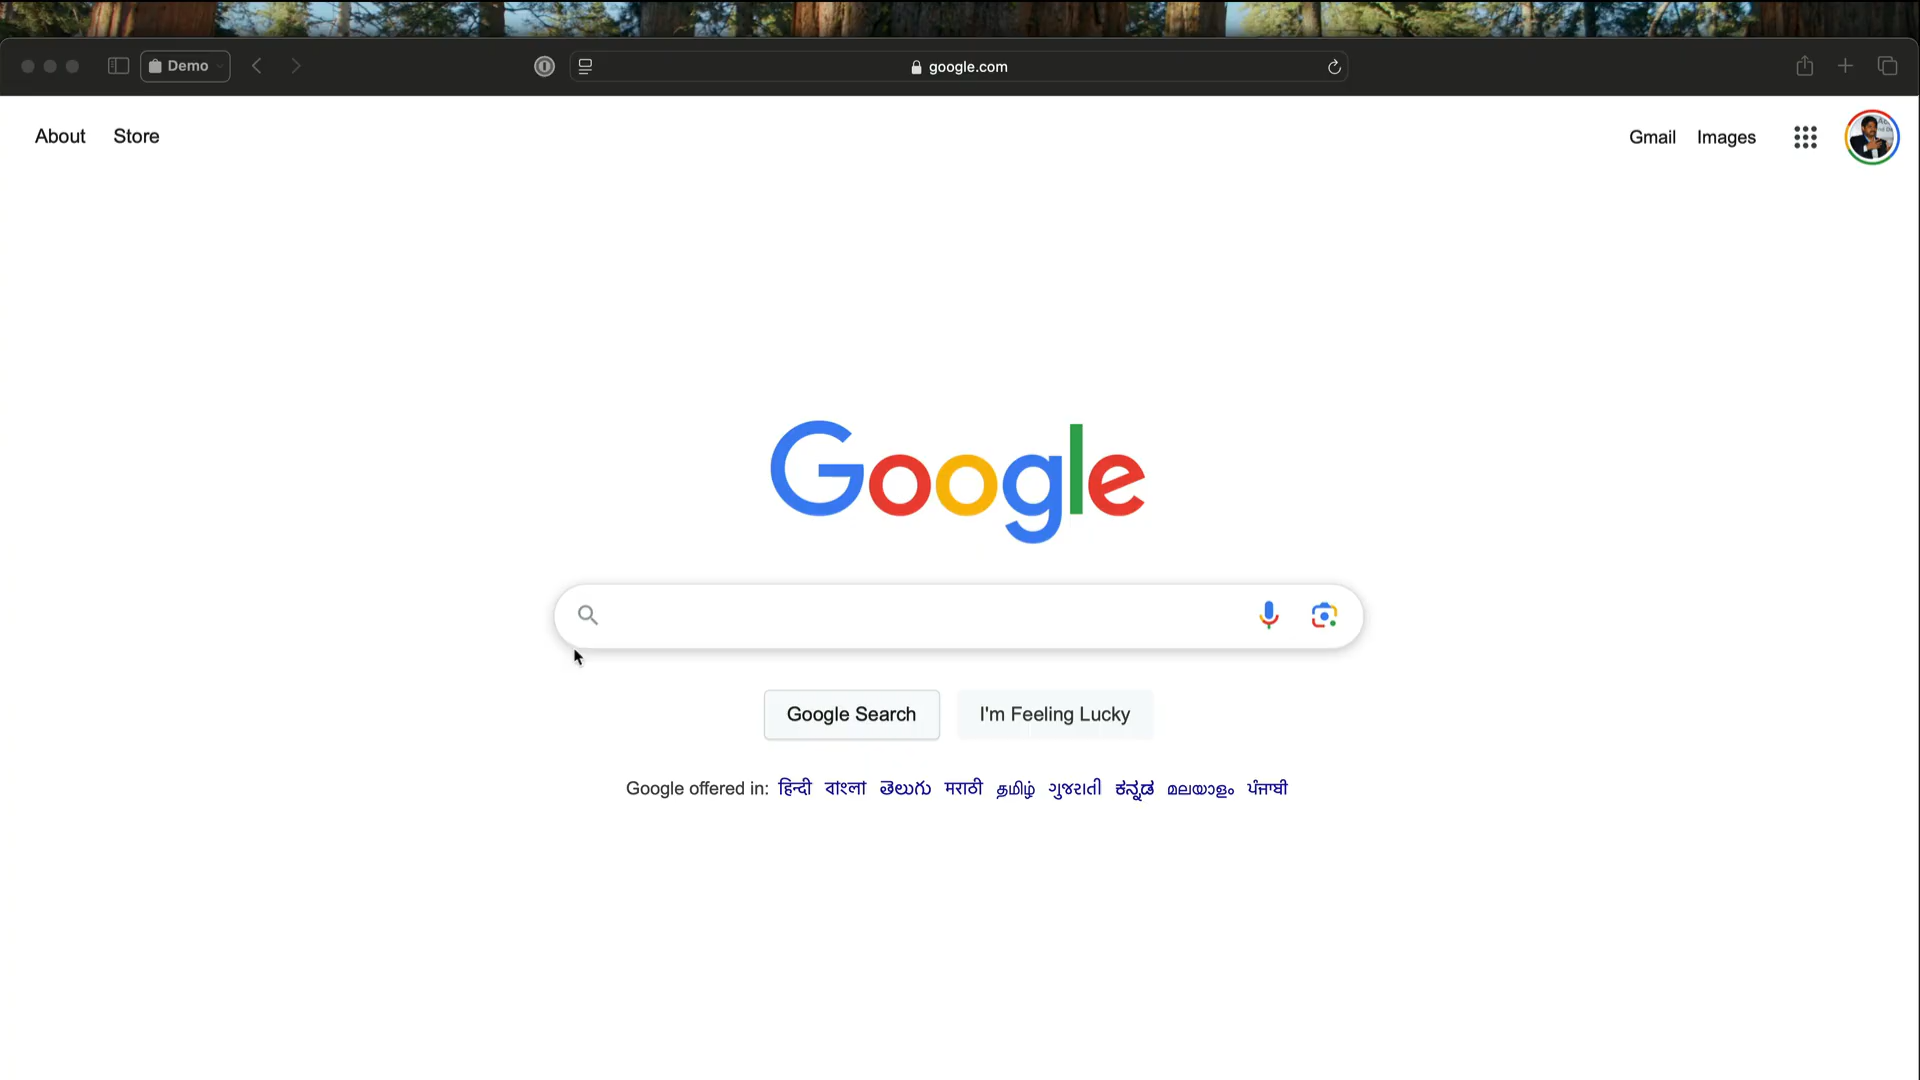 Demo
google.com
About Store
Gmail Images
Google
Google Search I'm Feeling Lucky
Google offered in: हिन्दी বাংলা తెలుగు मराठी தமிழ் ગુજરાતી ಕನ್ನಡ മലയാളം ਪੰਜਾਬੀ